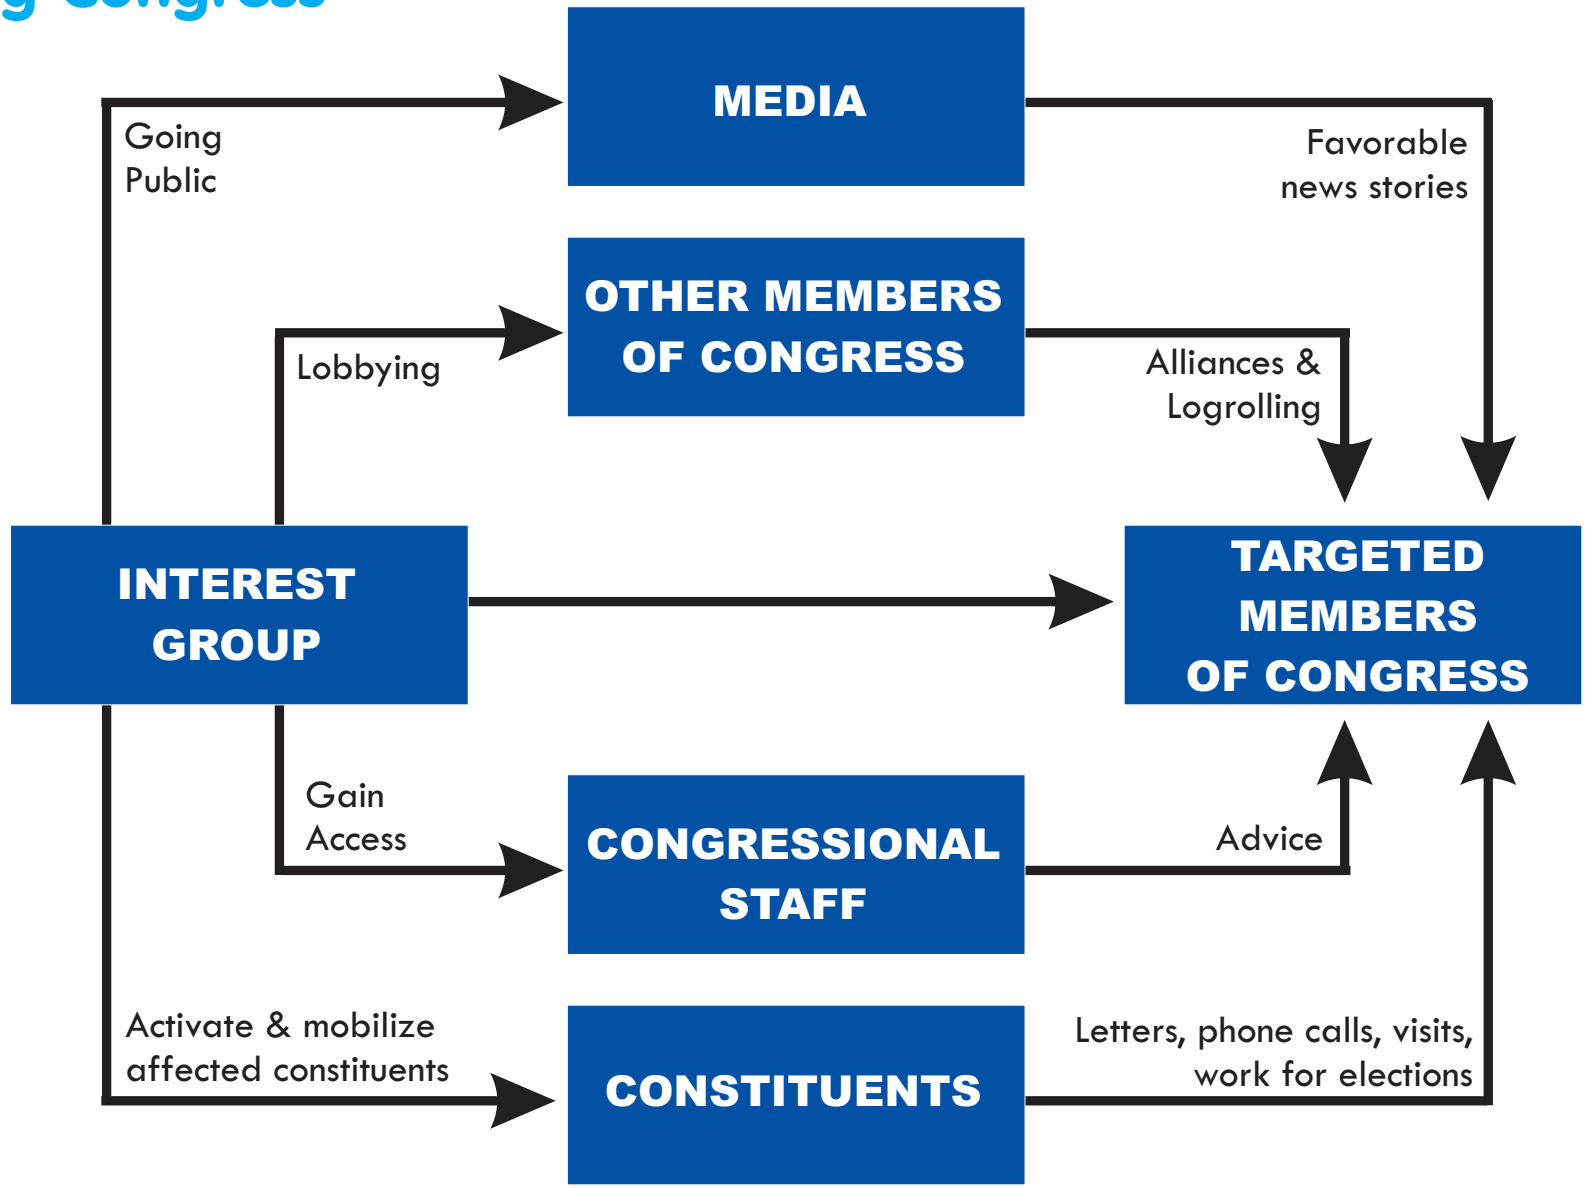 g Congress
MEDIA
Going
Public
Favorable
news stories
OTHER MEMBERS
OF CONGRESS
Lobbying
Alliances &
Logrolling
INTEREST
GROUP
TARGETED
MEMBERS
OF CONGRESS
Gain
Access
CONGRESSIONAL
STAFF
Advice
Activate & mobilize
affected constituents
CONSTITUENTS
Letters, phone calls, visits,
work for elections